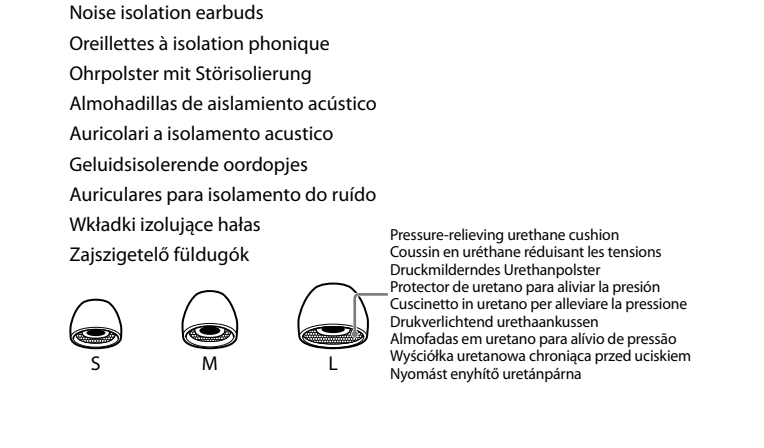 Noise isolation earbuds
Oreillettes à isolation phonique
Ohrpolster mit Störisolierung
Almohadillas de aislamiento acústico
Auricolari a isolamento acustico
Geluidsisolerende oordopjes
Auriculares para isolamento do ruído
Wkładki izolujące hałas
Zajszigetelő füldugók
Pressure-relieving urethane cushion
Coussin en uréthane réduisant les tensions
Druckmilderndes Urethanpolster
Protector de uretano para aliviar la presión
Cuscinetto in uretano per alleviare la pressione
Drukverlichtend urethaankussen
Almofadas em uretano para alívio de pressão
Wyściółka uretanowa chroniąca przed uciskiem
Nyomást enyhítő uretánpárna
S M L